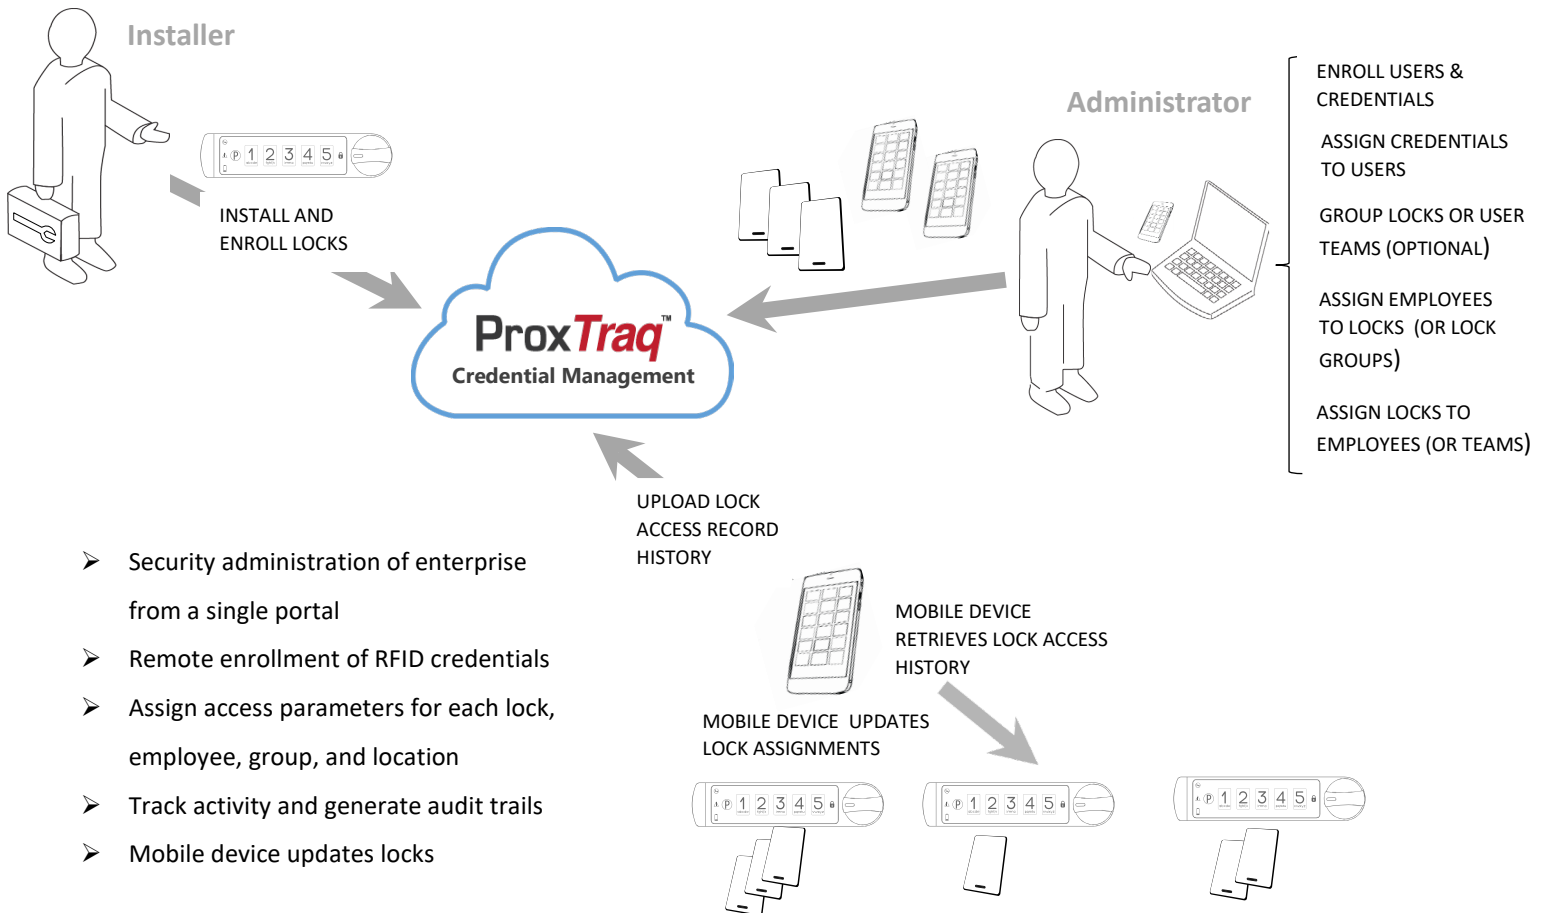 Installer
INSTALL AND
ENROLL LOCKS
Administrator
ENROLL USERS &
CREDENTIALS
ASSIGN CREDENTIALS
TO USERS
GROUP LOCKS OR USER
TEAMS (OPTIONAL)
ASSIGN EMPLOYEES
TO LOCKS (OR LOCK
GROUPS)
ASSIGN LOCKS TO
EMPLOYEES (OR TEAMS)
ProxTraq™
Credential Management
UPLOAD LOCK
ACCESS RECORD
HISTORY
➢ Security administration of enterprise
from a single portal
➢ Remote enrollment of RFID credentials
➢ Assign access parameters for each lock,
employee, group, and location
➢ Track activity and generate audit trails
➢ Mobile device updates locks
MOBILE DEVICE
RETRIEVES LOCK ACCESS
HISTORY
MOBILE DEVICE UPDATES
LOCK ASSIGNMENTS
P 1 2 3 4 5
P 1 2 3 4 5
P 1 2 3 4 5
P 1 2 3 4 5